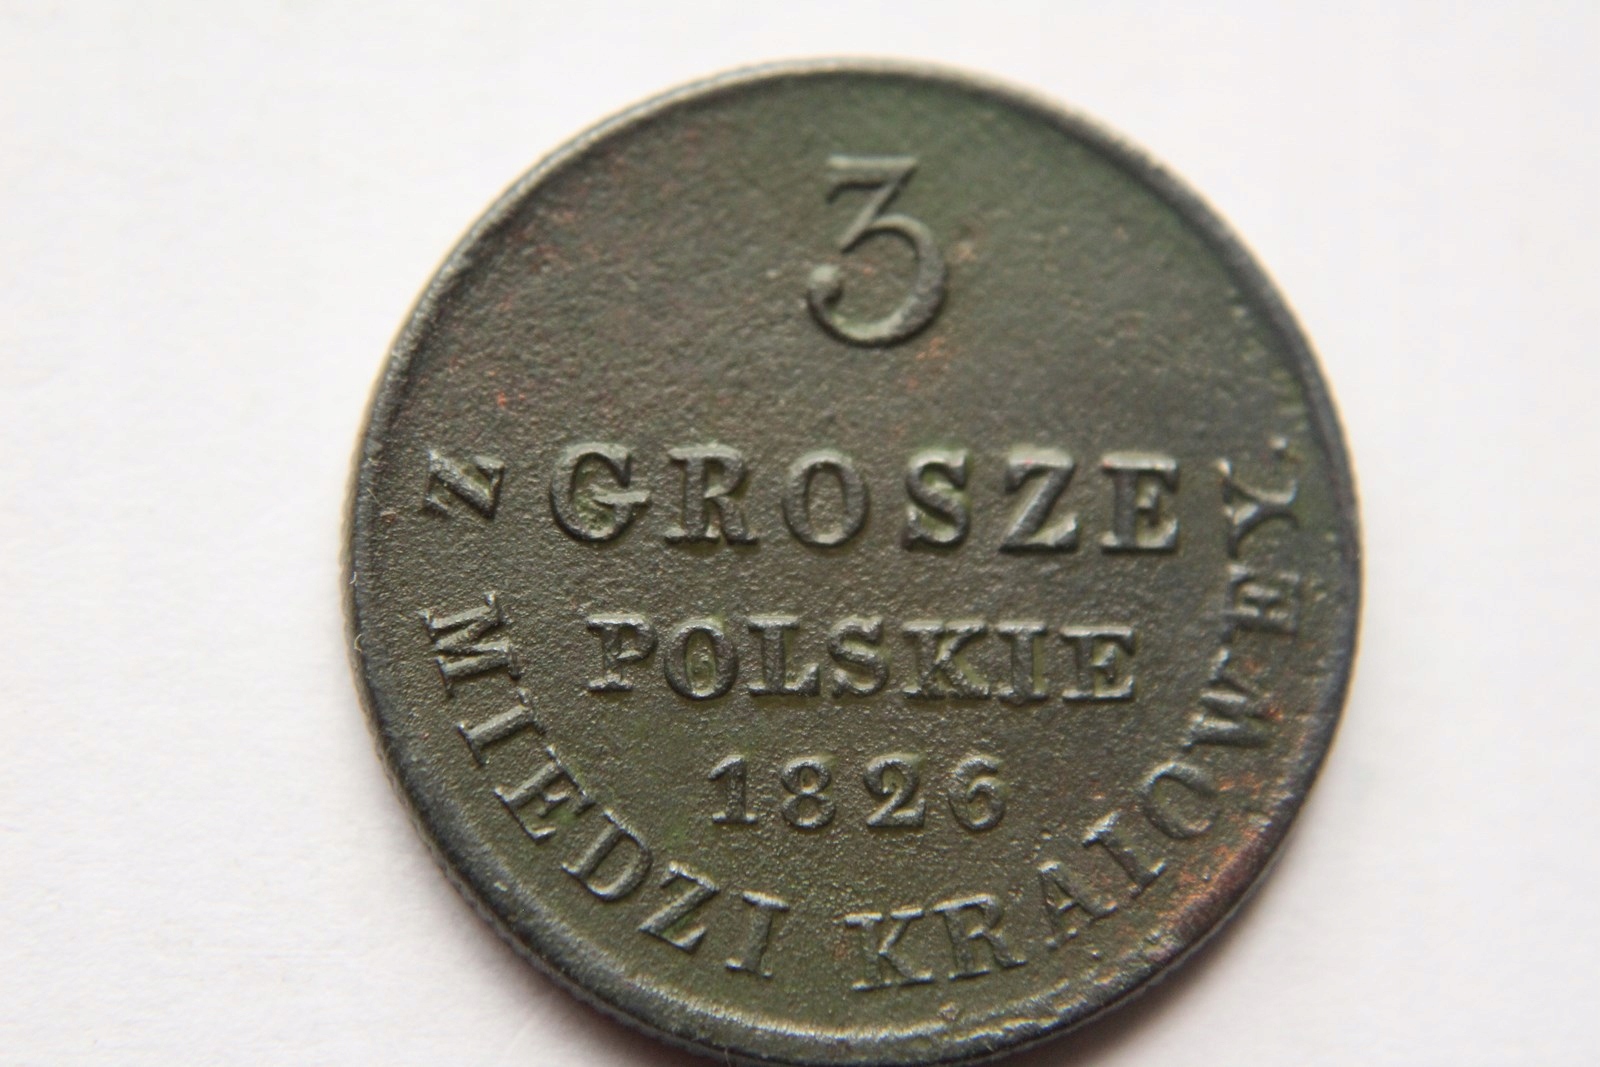 3
GROSZE
POLSKIE
1826
Z MIEDZI KRAIOWEY.